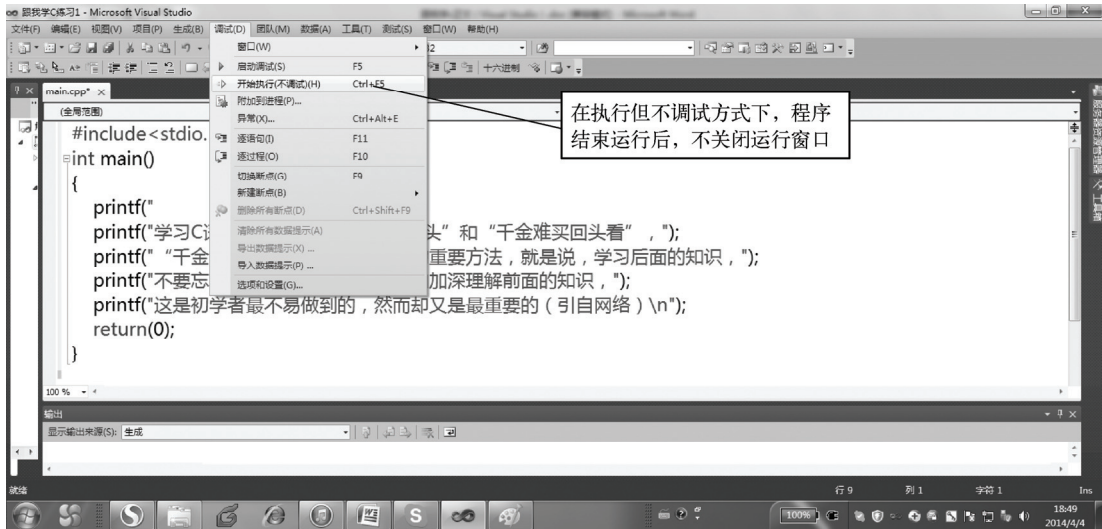 跟我学C练习1 - Microsoft Visual Studio
文件(F) 编辑(E) 视图(V) 项目(P) 生成(B) 调试(D) 团队(M) 数据(A) 工具(T) 测试(S) 窗口(W) 帮助(H)
窗口(W)
启动调试(S) F5
十六进制
开始执行(不调试)(H) Ctrl+F5
main.cpp* ×
附加到进程(P)...
(全局范围)
异常(X)... Ctrl+Alt+E
在执行但不调试方式下，程序
结束运行后，不关闭运行窗口
逐语句(I) F11
逐过程(O) F10
切换断点(G) F9
新建断点(B)
删除所有断点(D) Ctrl+Shift+F9
清除所有数据提示(A)
导出数据提示(X) ...
导入数据提示(P) ...
选项和设置(G)...
#include<stdio.
int main()
{
printf("
printf("学习C 头”和“千金难买回头看”,");
printf(" “千金 重要方法，就是说，学习后面的知识，");
printf("不要忘 加深理解前面的知识，");
printf("这是初学者最不易做到的，然而却又是最重要的（引自网络）\n");
return(0);
}
100 %
输出
显示输出来源(S): 生成
就绪 行 9 列 1 字符 1 Ins
100% 18:49
2014/4/4